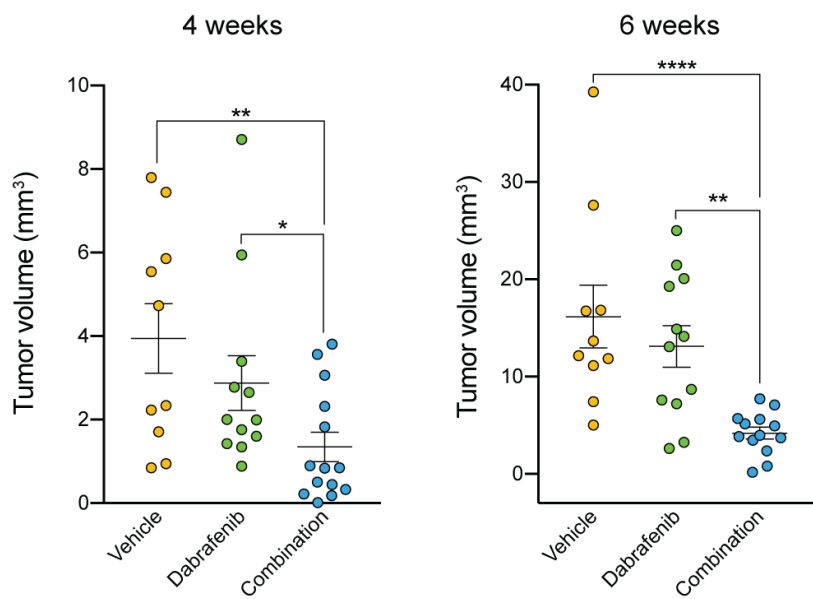 4 weeks
Tumor volume (mm³)
10
8
6
4
2
0
**
*
Vehicle
Dabrafenib
Combination
6 weeks
Tumor volume (mm³)
40
30
20
10
0
****
**
Vehicle
Dabrafenib
Combination